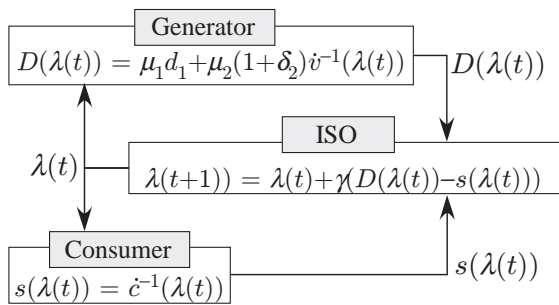 Generator
D(λ(t)) = μ₁d₁+μ₂(1+δ₂)v̇⁻¹(λ(t))
D(λ(t))
ISO
λ(t)
λ(t+1)) = λ(t)+γ(D(λ(t))–s(λ(t)))
Consumer
s(λ(t)) = ċ⁻¹(λ(t))
s(λ(t))